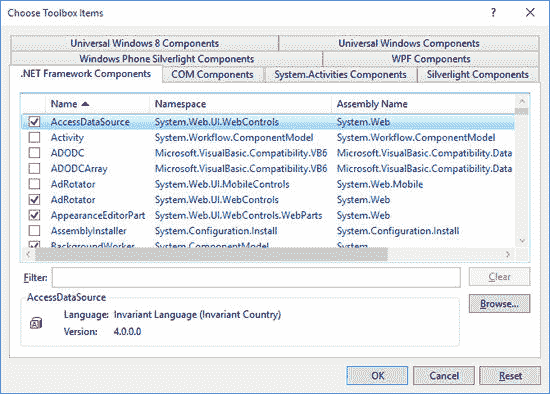 Choose Toolbox Items ? ×
Universal Windows 8 Components Universal Windows Components
Windows Phone Silverlight Components WPF Components
.NET Framework Components COM Components System.Activities Components Silverlight Components
Name Namespace Assembly Name
AccessDataSource System.Web.UI.WebControls System.Web
Activity System.Workflow.ComponentModel System.Workflow.ComponentModel
ADODC Microsoft.VisualBasic.Compatibility.VB6 Microsoft.VisualBasic.Compatibility.Data
ADODCArray Microsoft.VisualBasic.Compatibility.VB6 Microsoft.VisualBasic.Compatibility.Data
AdRotator System.Web.UI.MobileControls System.Web.Mobile
AdRotator System.Web.UI.WebControls System.Web
AppearanceEditorPart System.Web.UI.WebControls.WebParts System.Web
AssemblyInstaller System.Configuration.Install System.Configuration.Install
BackgroundWorker System.ComponentModel System
Filter: Clear
AccessDataSource Browse...
Language: Invariant Language (Invariant Country)
Version: 4.0.0.0
OK Cancel Reset